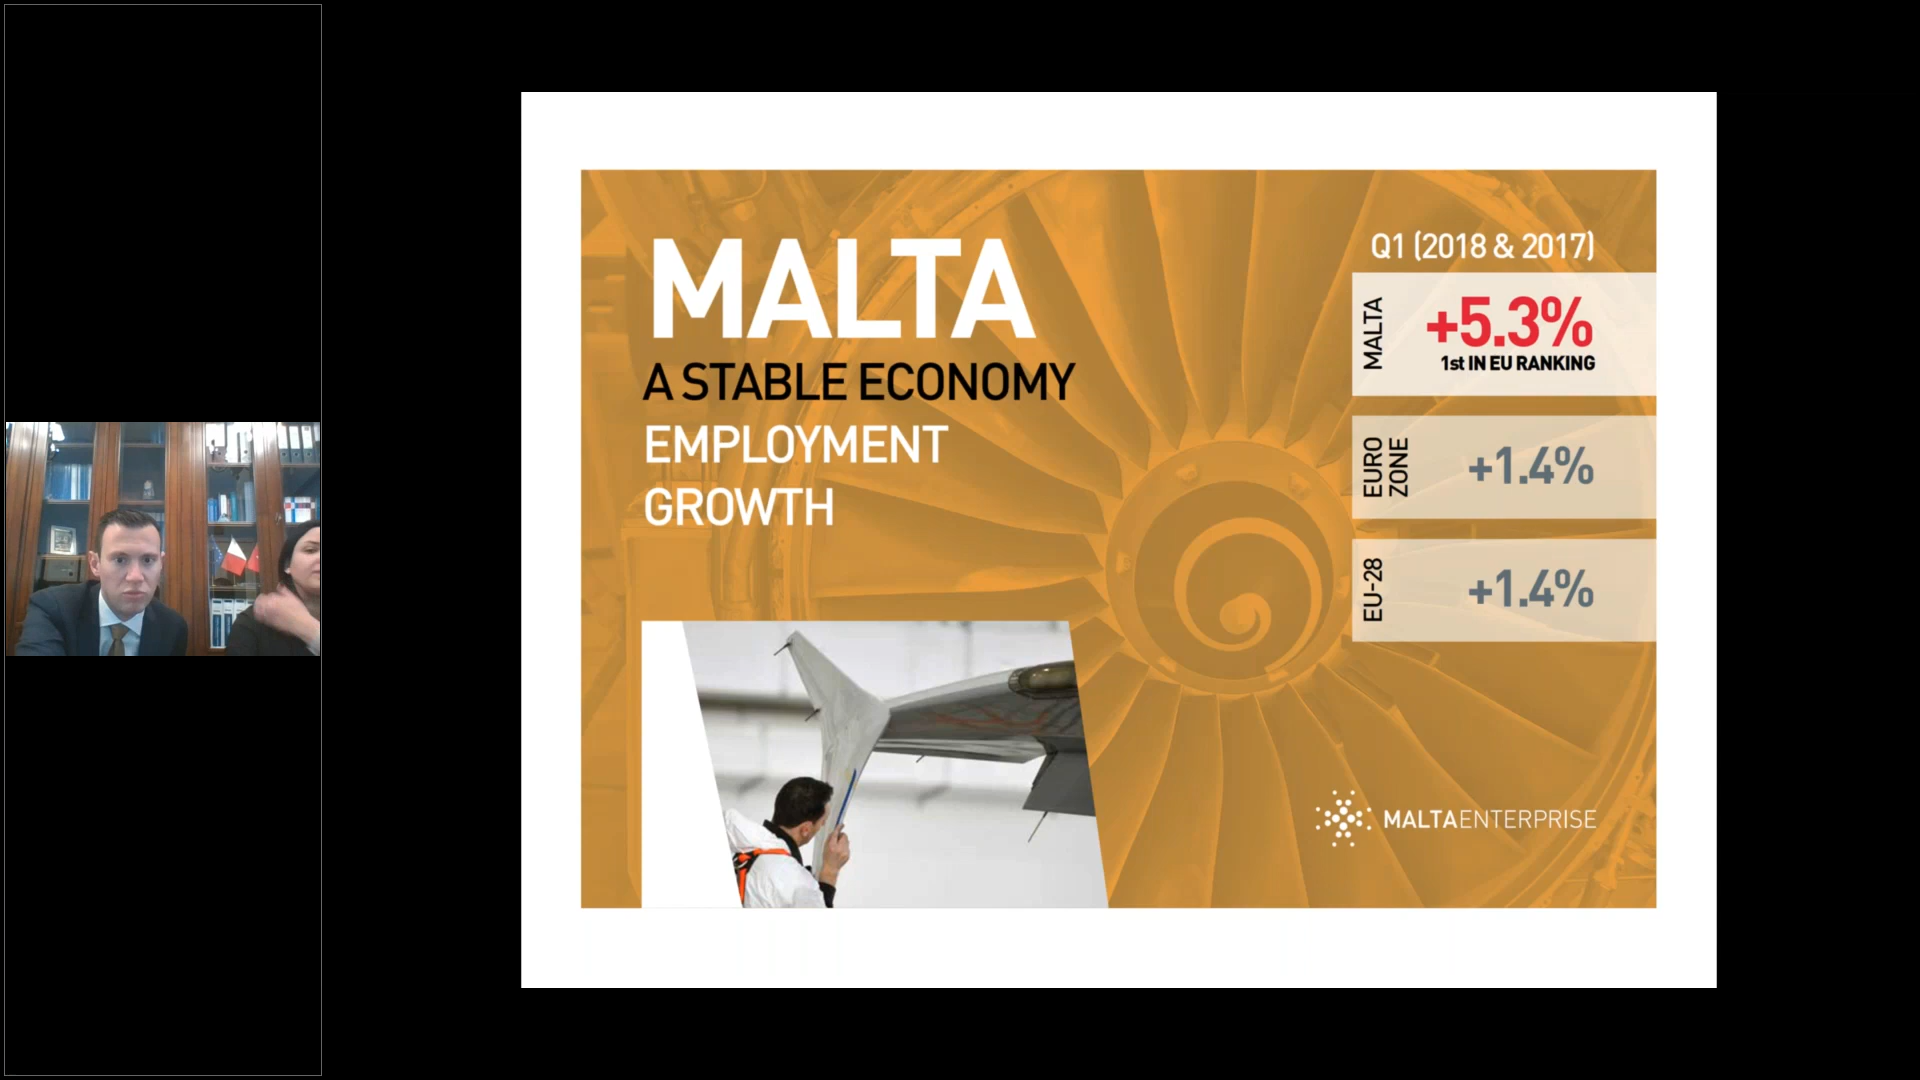 MALTA
A STABLE ECONOMY
EMPLOYMENT
GROWTH
Q1 (2018 & 2017)
MALTA
+5.3%
1st IN EU RANKING
EURO
ZONE
+1.4%
EU-28
+1.4%
MALTAENTERPRISE